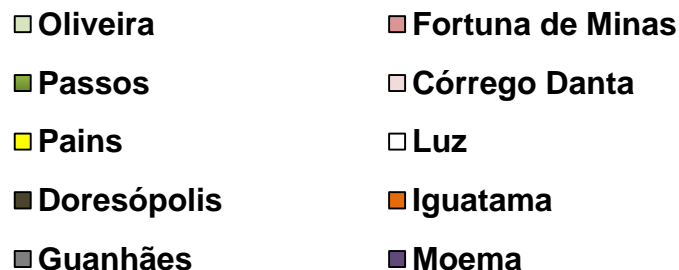 Oliveira
Fortuna de Minas
Passos
Córrego Danta
Pains
Luz
Doresópolis
Iguatama
Guanhães
Moema